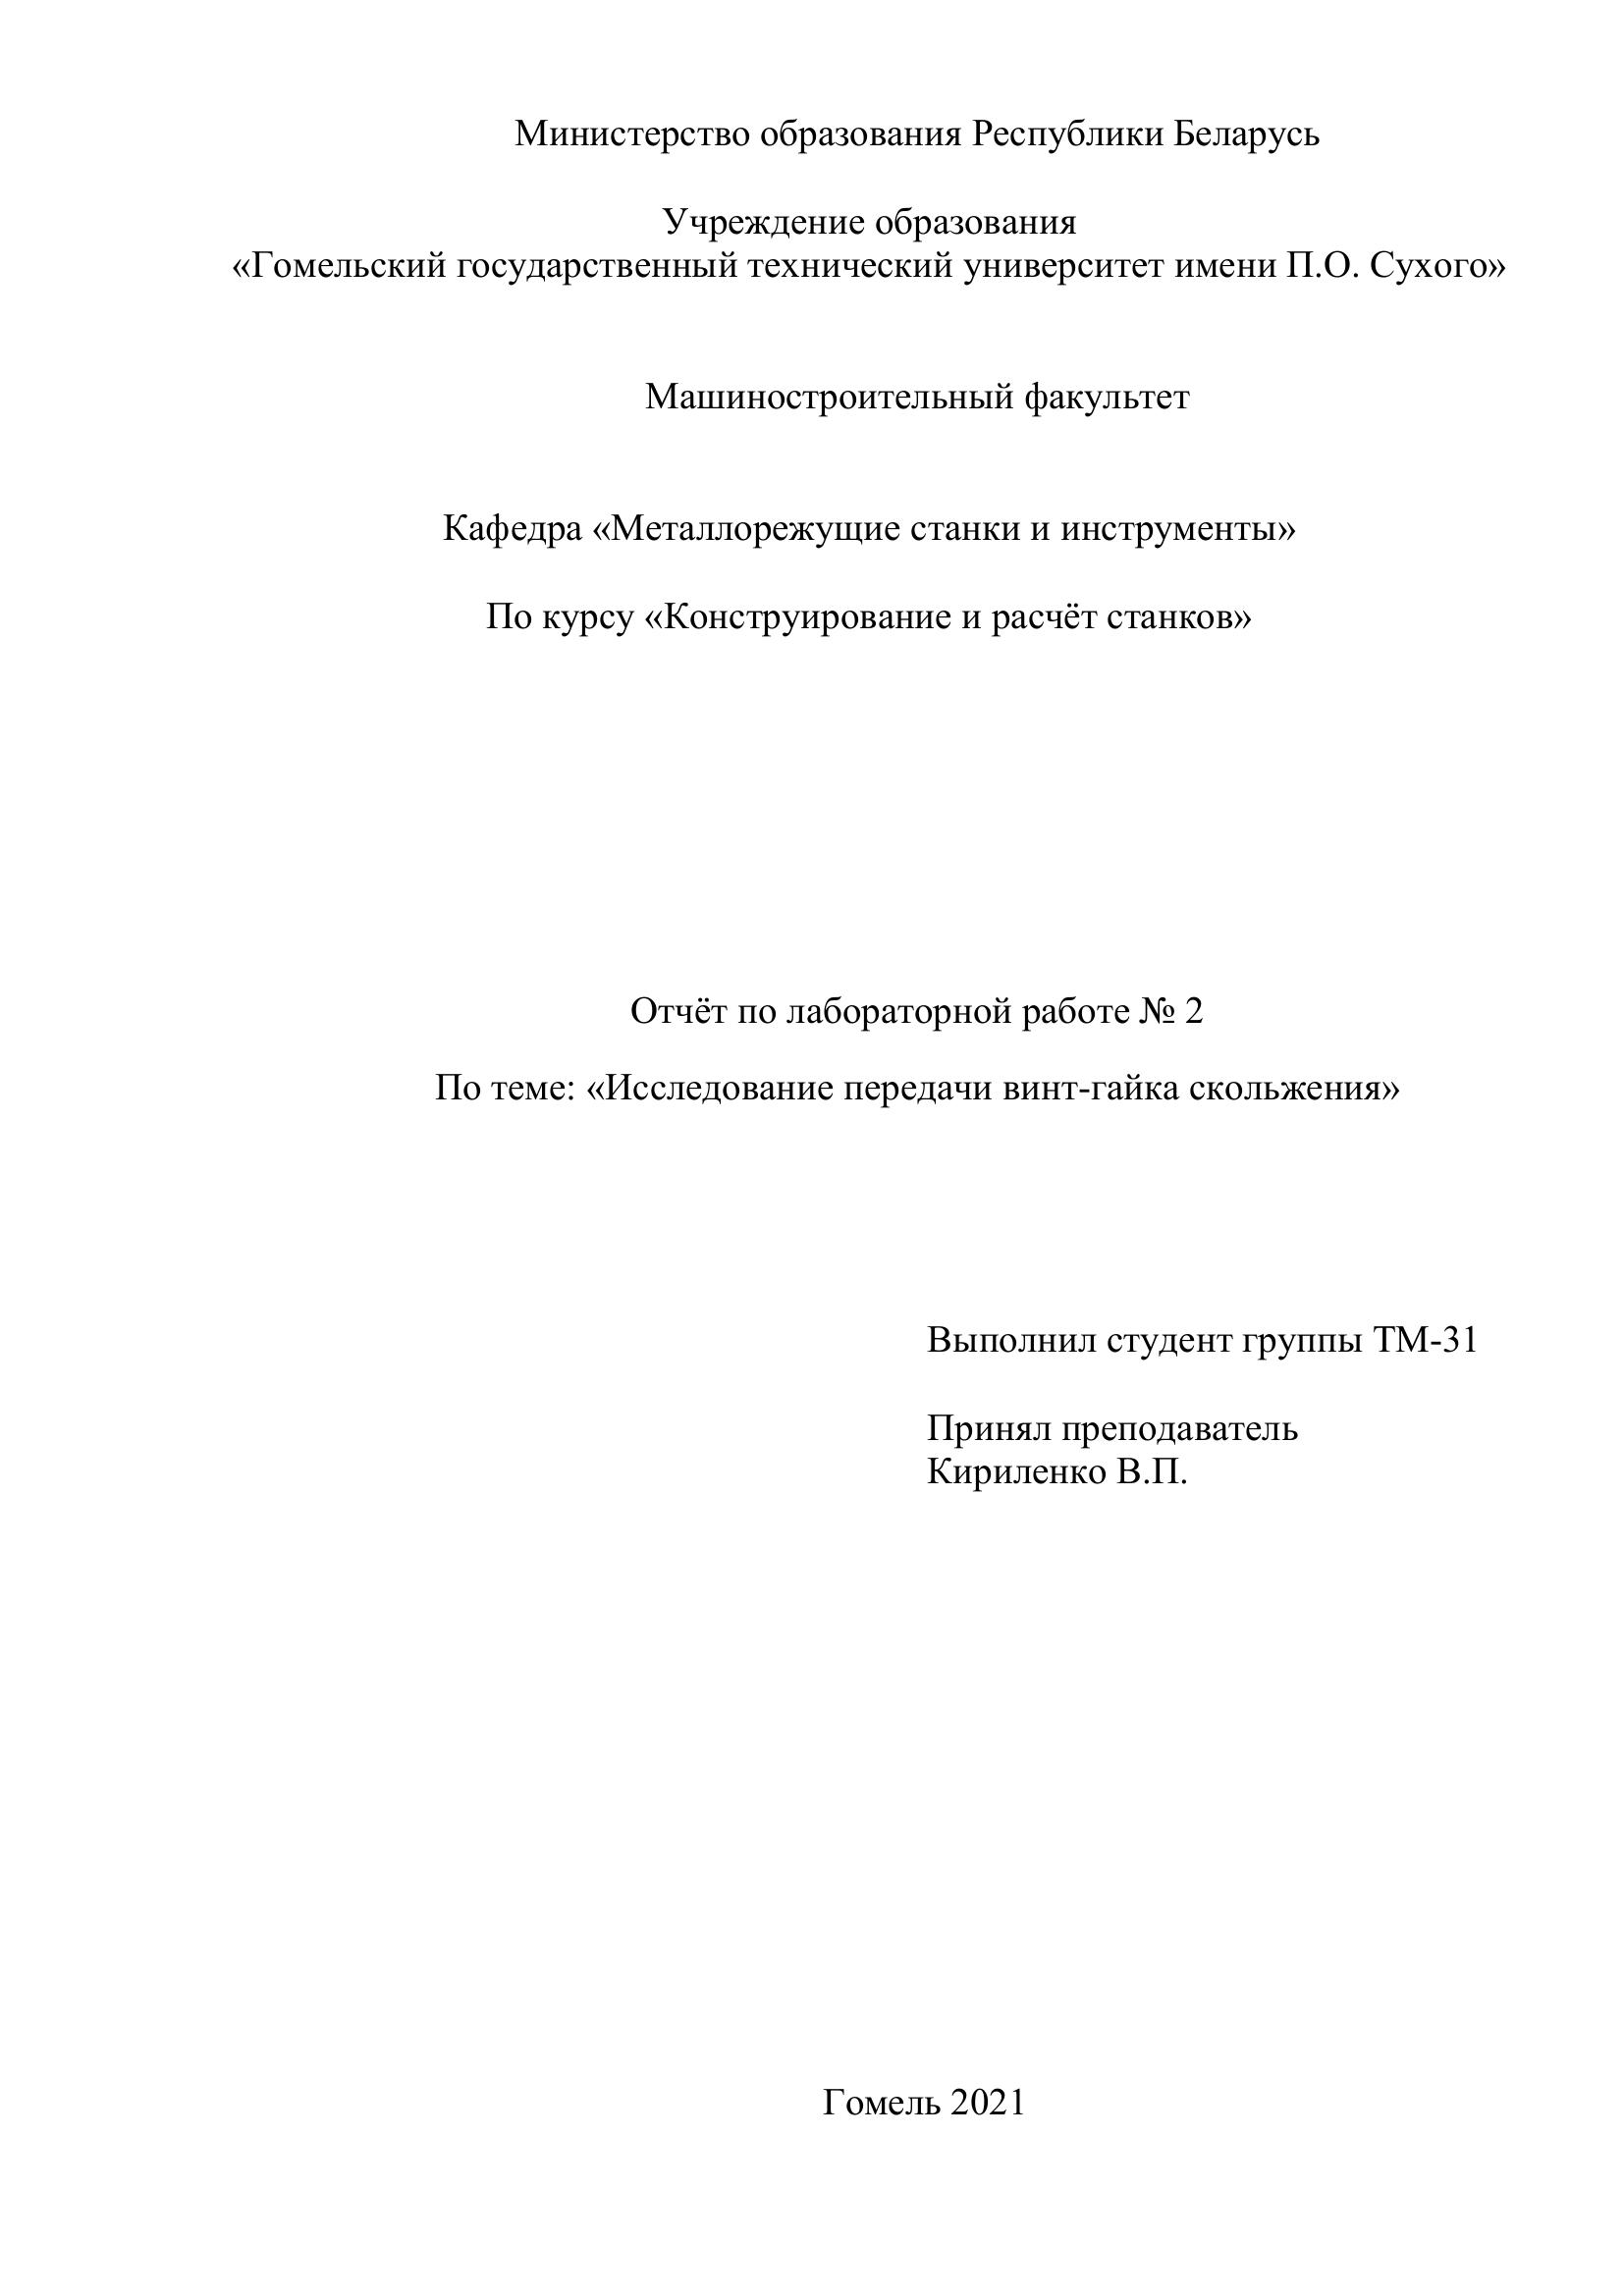 Министерство образования Республики Беларусь
Учреждение образования
«Гомельский государственный технический университет имени П.О. Сухого»
Машиностроительный факультет
Кафедра «Металлорежущие станки и инструменты»
По курсу «Конструирование и расчёт станков»
Отчёт по лабораторной работе № 2
По теме: «Исследование передачи винт-гайка скольжения»
Выполнил студент группы ТМ-31
Принял преподаватель
Кириленко В.П.
Гомель 2021